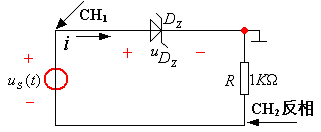 CH₁
D_Z
i
+ u_{D_Z} −
+
u_S(t)
−
R 1KΩ
CH₂反相